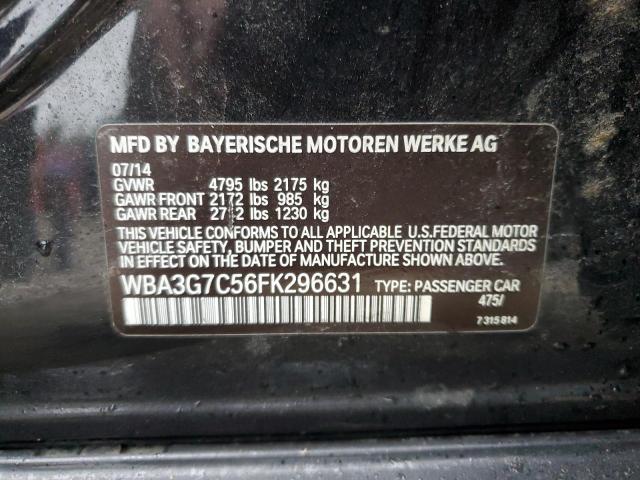 MFD BY BAYERISCHE MOTOREN WERKE AG
07/14
GVWR 4795 lbs 2175 kg
GAWR FRONT 2172 lbs 985 kg
GAWR REAR 2712 lbs 1230 kg
THIS VEHICLE CONFORMS TO ALL APPLICABLE U.S.FEDERAL MOTOR
VEHICLE SAFETY, BUMPER AND THEFT PREVENTION STANDARDS
IN EFFECT ON THE DATE OF MANUFACTURE SHOWN ABOVE.
WBA3G7C56FK296631 TYPE: PASSENGER CAR
475/
7 315 814